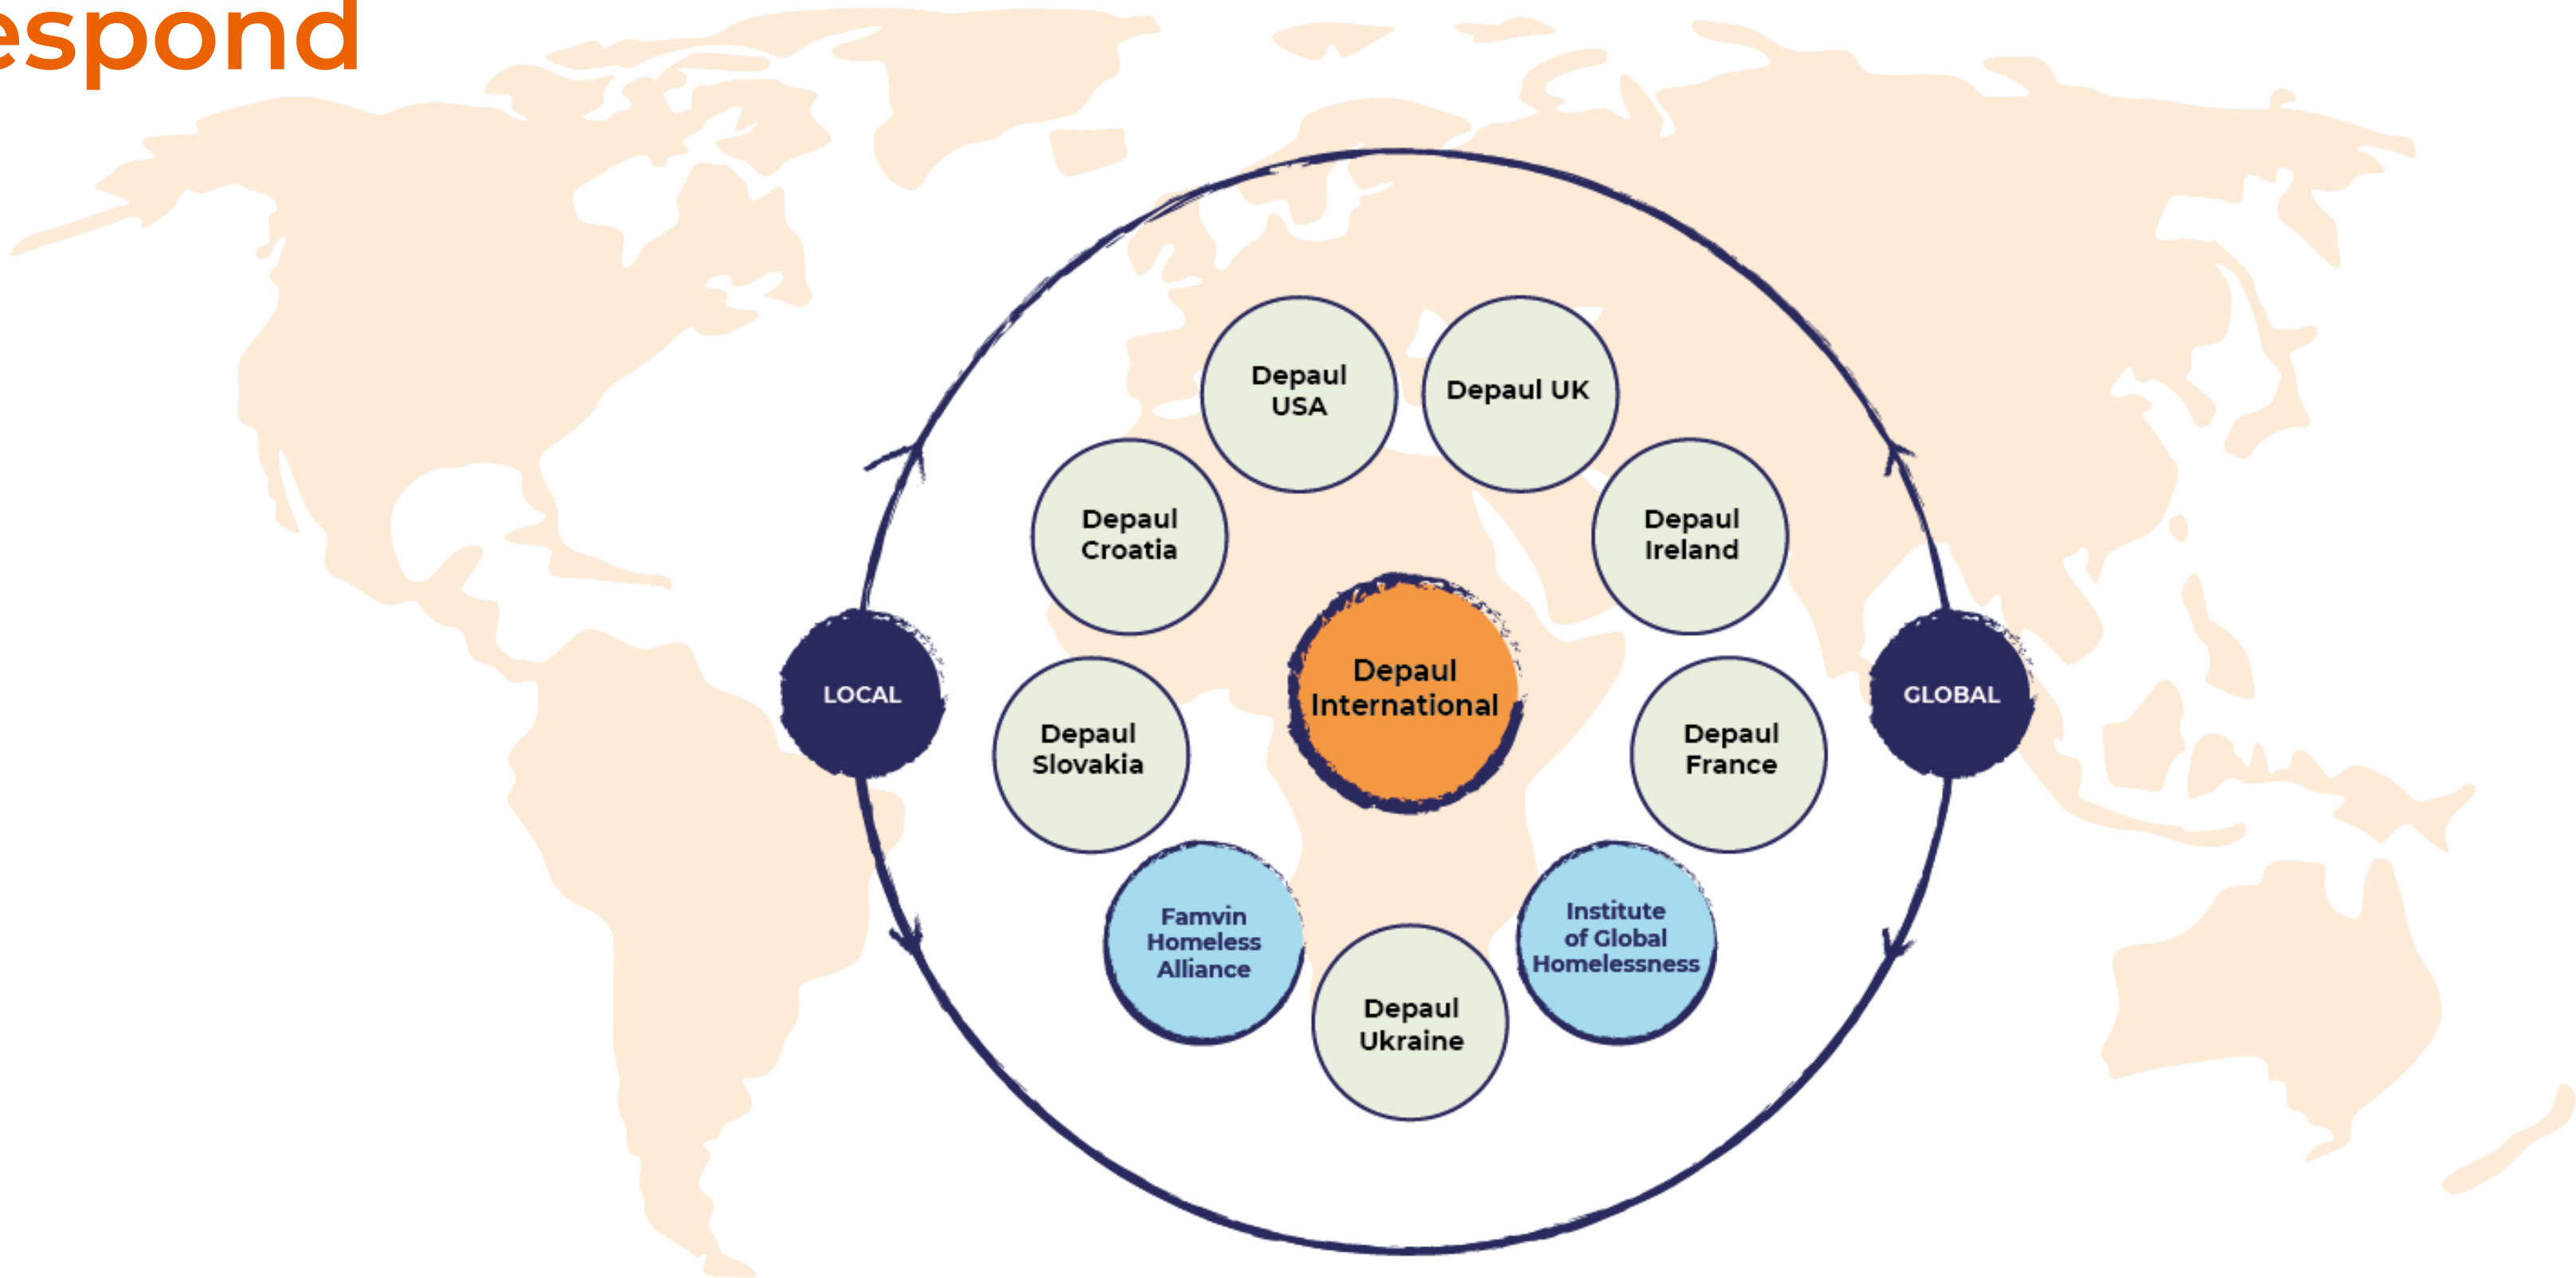 espond
Depaul
USA
Depaul UK
Depaul
Croatia
Depaul
Ireland
Depaul
International
LOCAL
GLOBAL
Depaul
Slovakia
Depaul
France
Famvin
Homeless
Alliance
Institute
of Global
Homelessness
Depaul
Ukraine